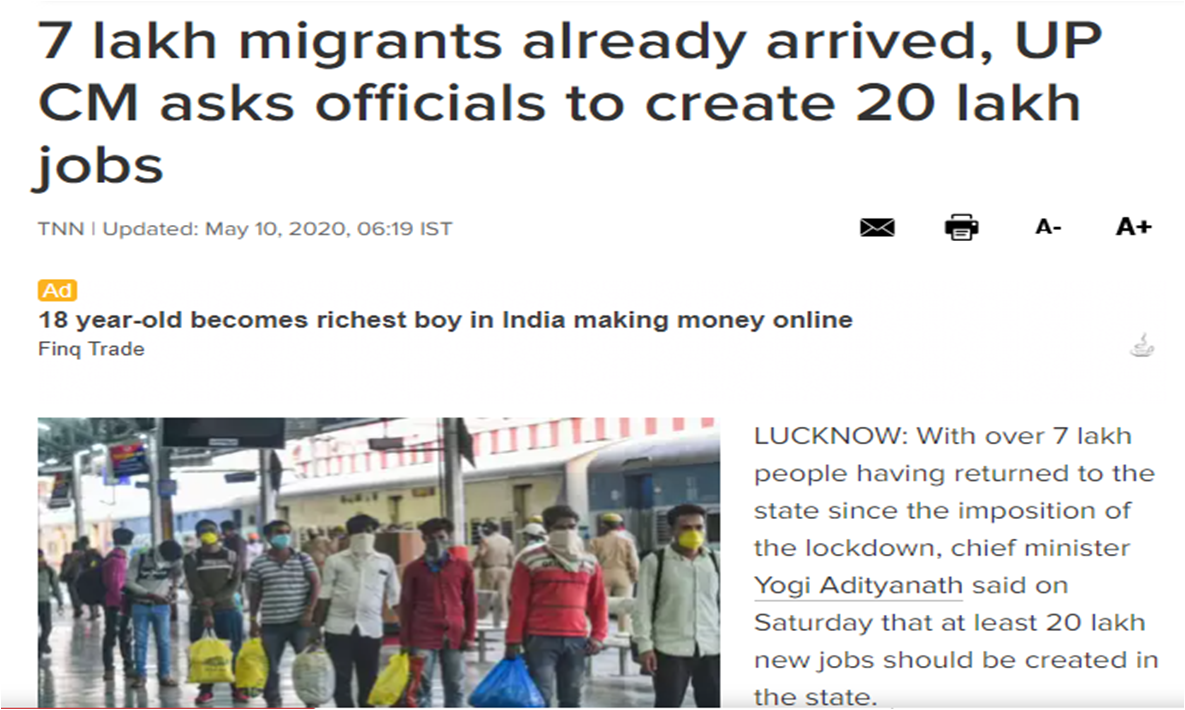 7 lakh migrants already arrived, UP
CM asks officials to create 20 lakh
jobs
TNN | Updated: May 10, 2020, 06:19 IST
A-
A+
Ad
18 year-old becomes richest boy in India making money online
Finq Trade
LUCKNOW: With over 7 lakh
people having returned to the
state since the imposition of
the lockdown, chief minister
Yogi Adityanath said on
Saturday that at least 20 lakh
new jobs should be created in
the state.